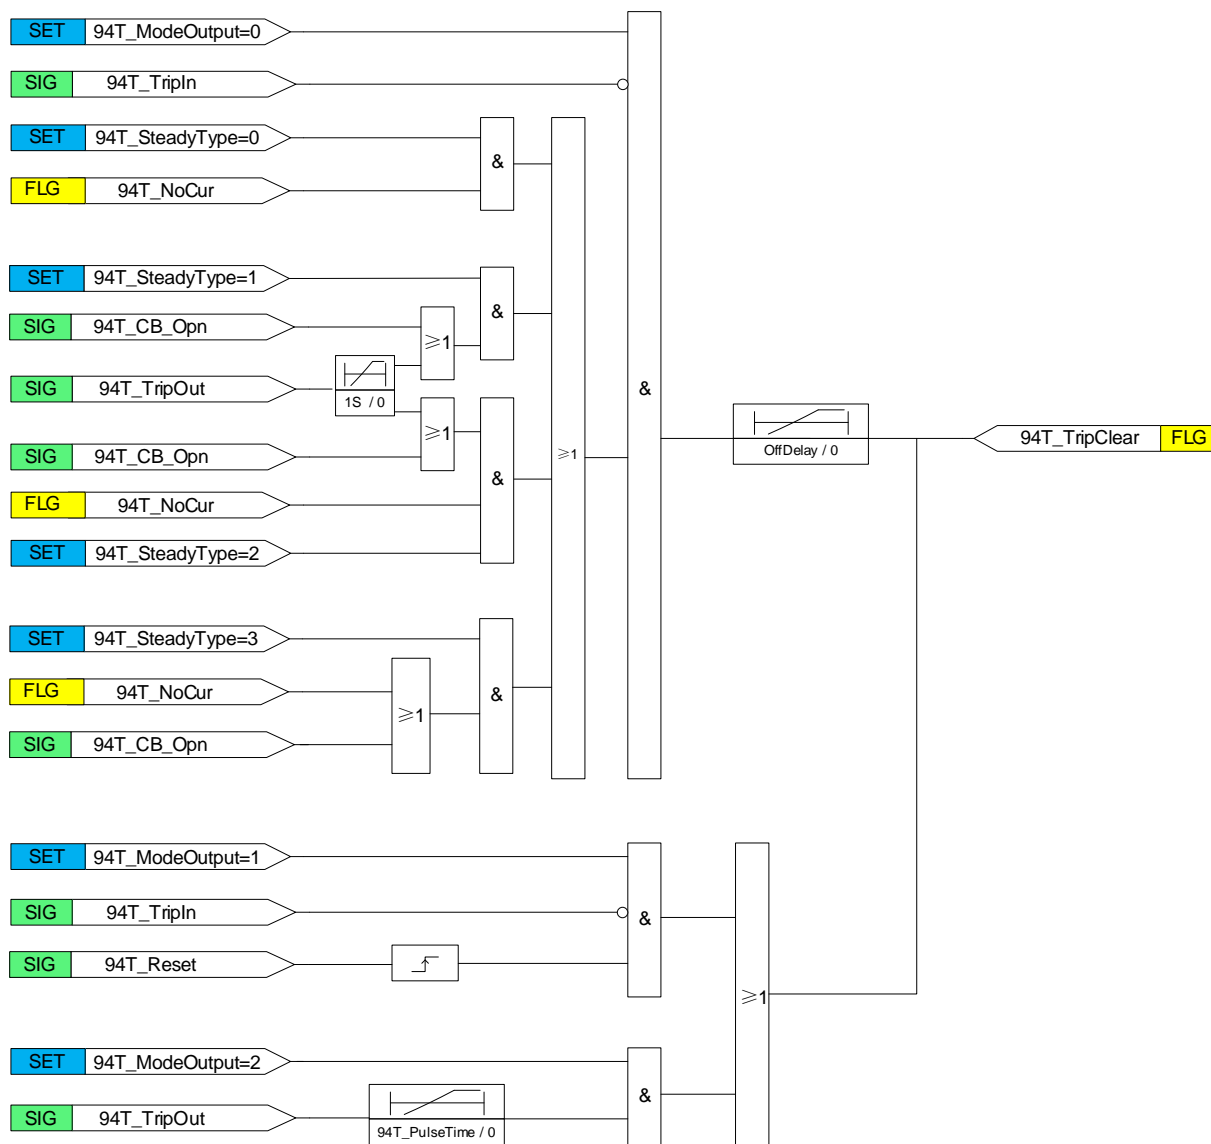 SET 94T_ModeOutput=0
SIG 94T_TripIn
SET 94T_SteadyType=0
&
FLG 94T_NoCur
SET 94T_SteadyType=1
&
SIG 94T_CB_Opn
≥1
SIG 94T_TripOut
1S / 0
&
≥1
SIG 94T_CB_Opn
≥1
OffDelay / 0
94T_TripClear FLG
&
FLG 94T_NoCur
SET 94T_SteadyType=2
SET 94T_SteadyType=3
FLG 94T_NoCur
&
≥1
SIG 94T_CB_Opn
SET 94T_ModeOutput=1
SIG 94T_TripIn
&
SIG 94T_Reset
≥1
SET 94T_ModeOutput=2
&
SIG 94T_TripOut
94T_PulseTime / 0